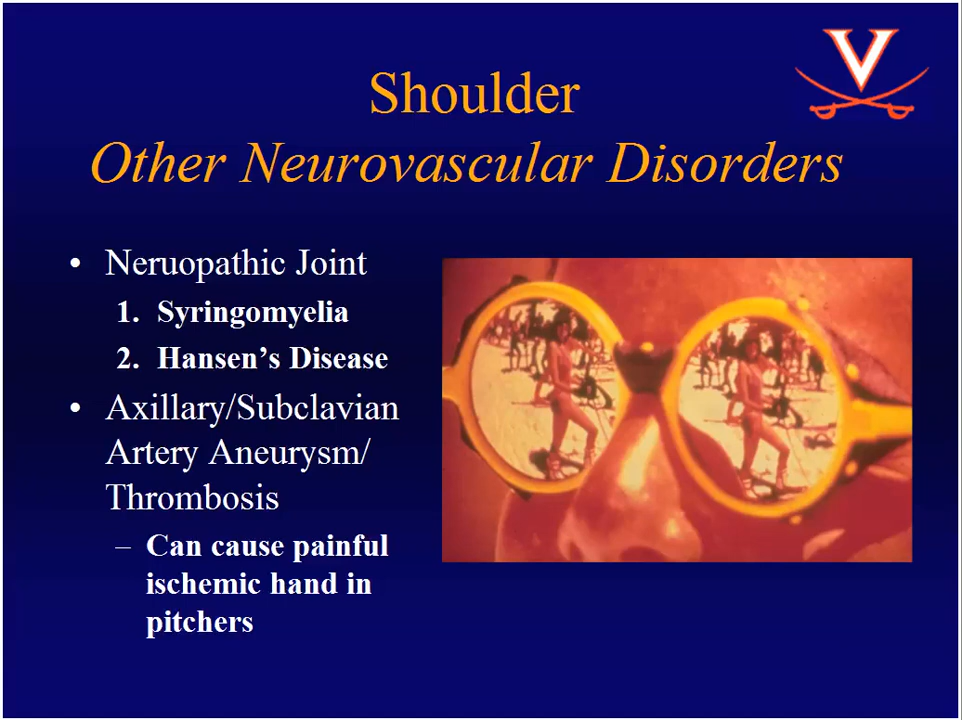 Shoulder
Other Neurovascular Disorders
• Neruopathic Joint
1. Syringomyelia
2. Hansen’s Disease
• Axillary/Subclavian
Artery Aneurysm/
Thrombosis
– Can cause painful
ischemic hand in
pitchers
V